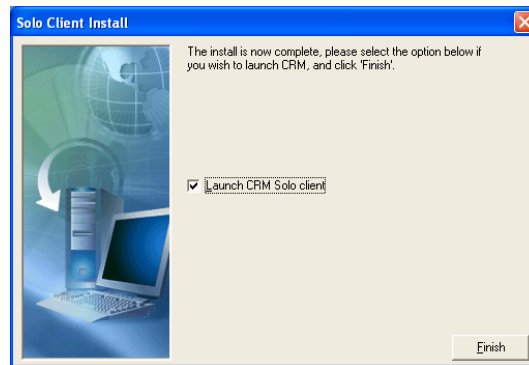 Solo Client Install
The install is now complete, please select the option below if
you wish to launch CRM, and click 'Finish'.
Launch CRM Solo client
Finish